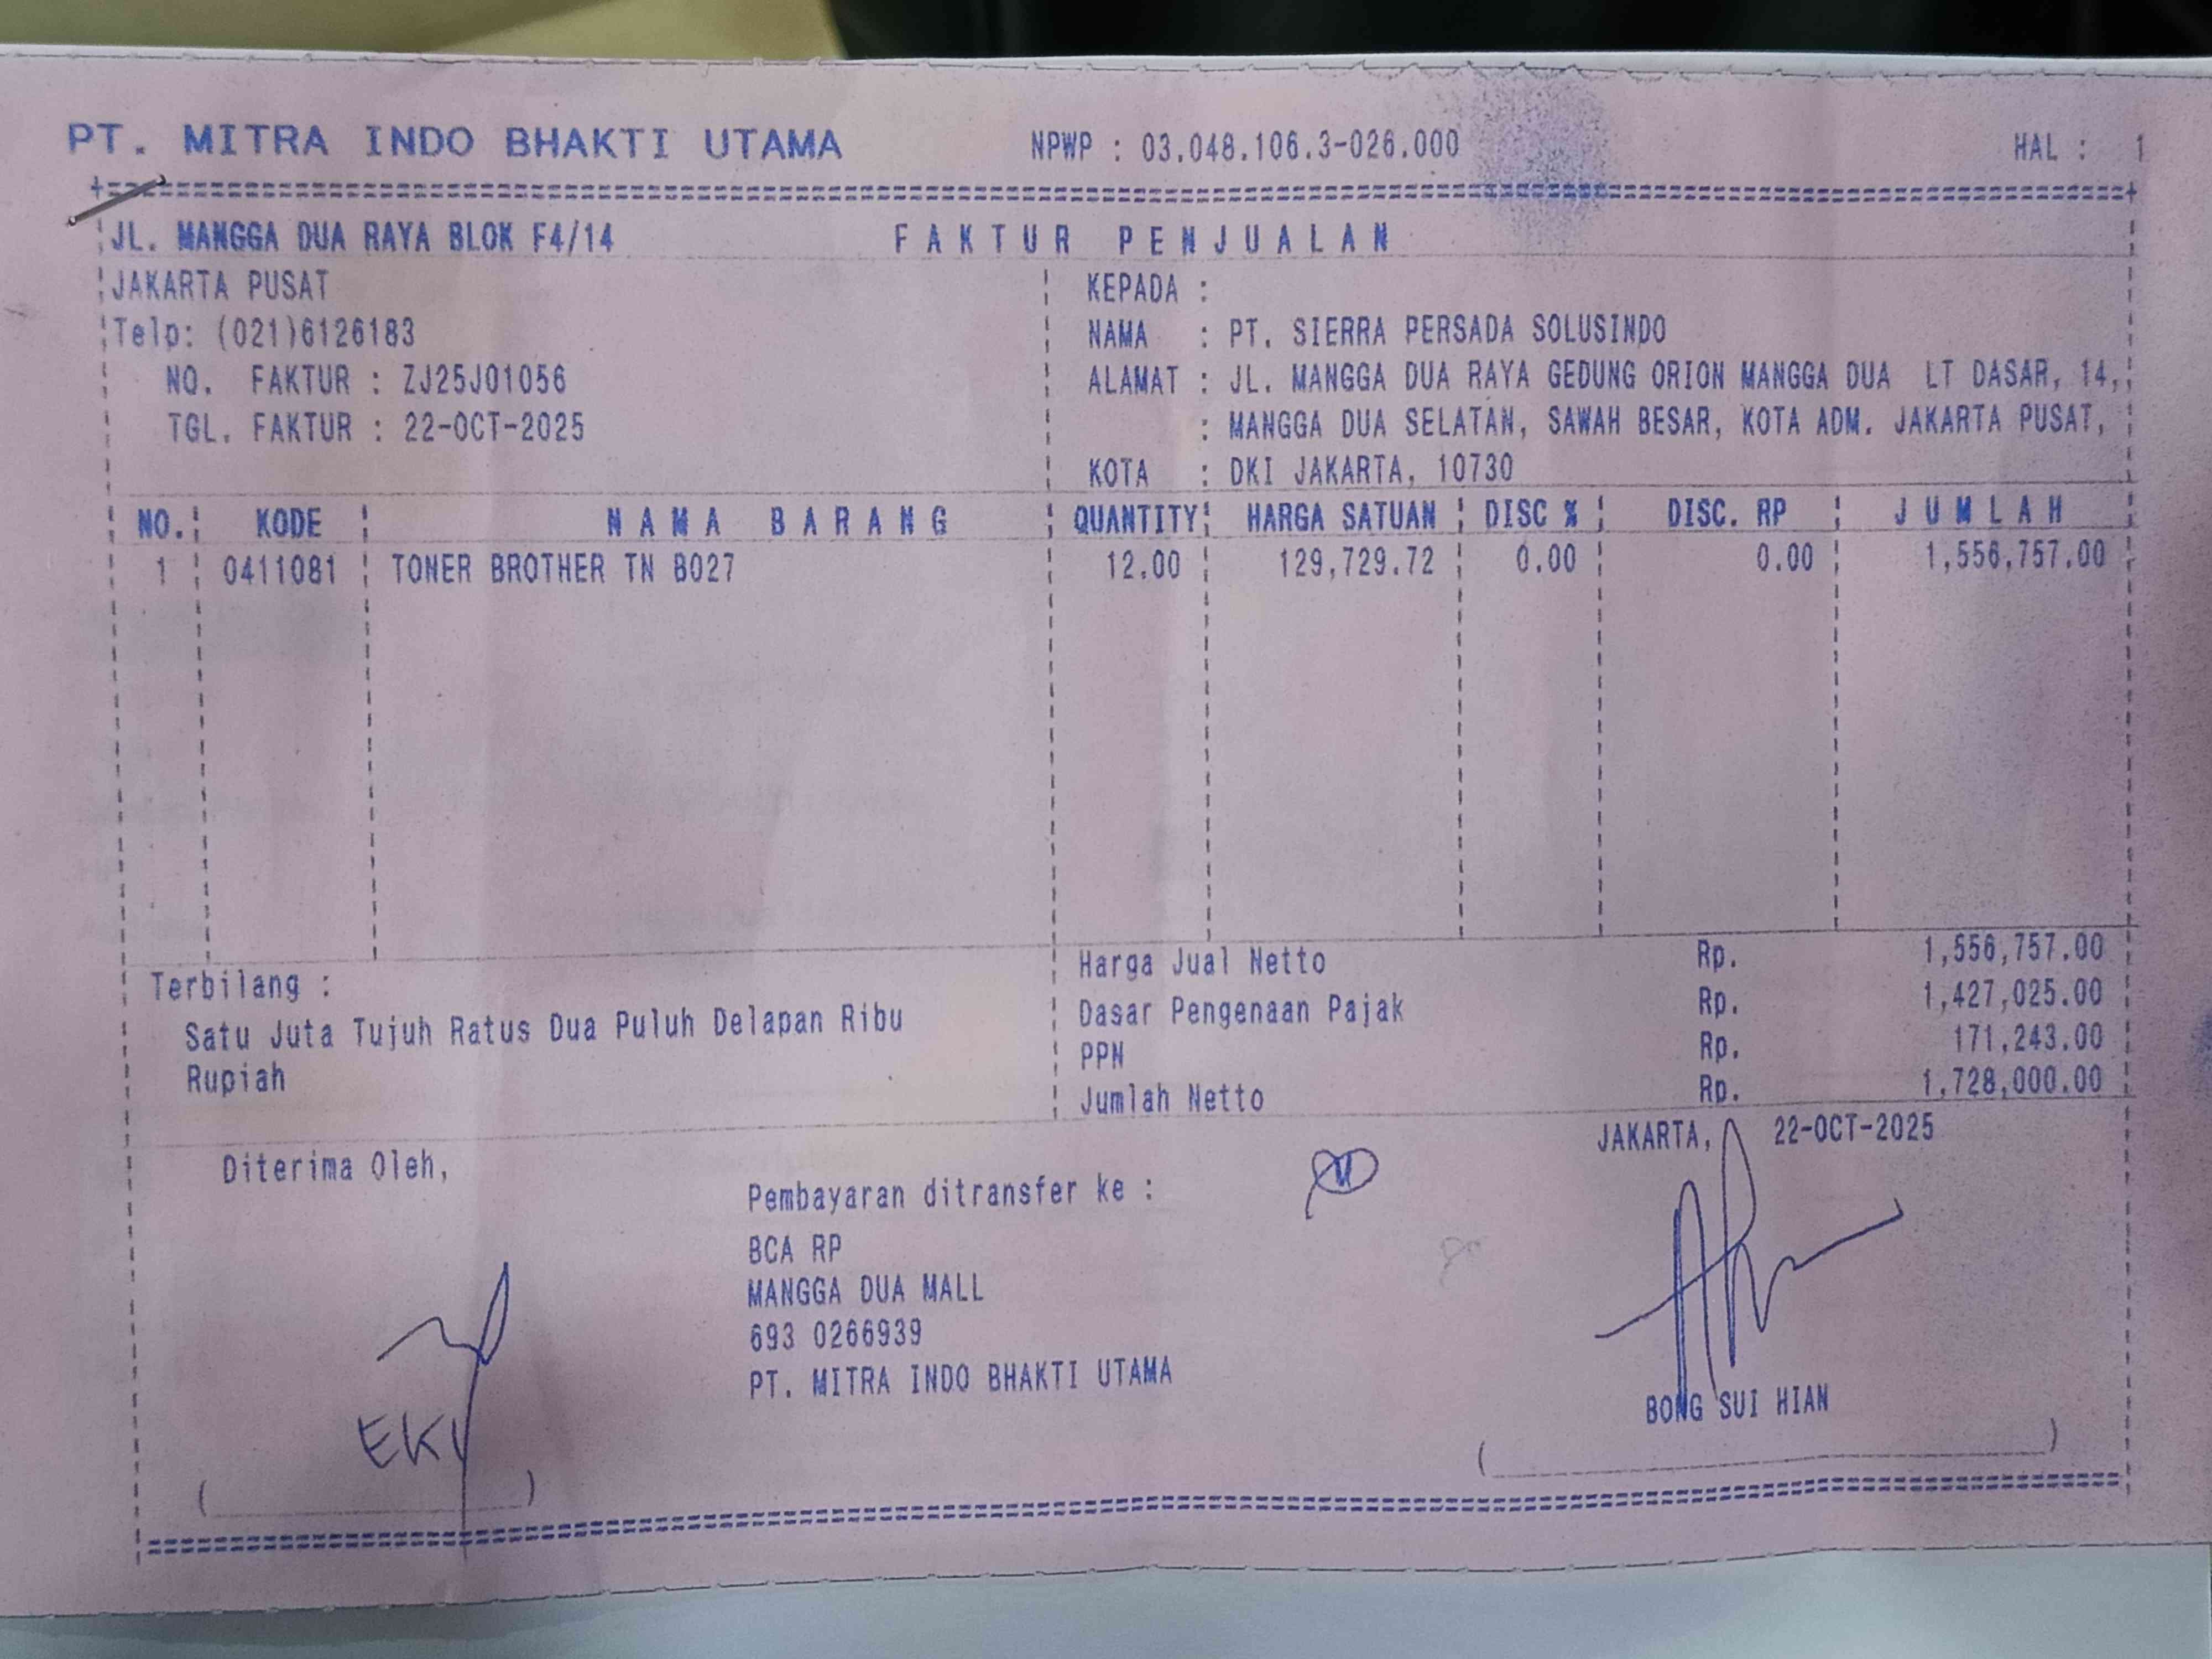 PT. MITRA INDO BHAKTI UTAMA NPWP : 03.048.106.3-026.000 HAL : 1
JL. MANGGA DUA RAYA BLOK F4/14 FAKTUR PENJUALAN
JAKARTA PUSAT KEPADA :
Telp: (021)6126183 NAMA : PT. SIERRA PERSADA SOLUSINDO
NO. FAKTUR : ZJ25J01056 ALAMAT : JL. MANGGA DUA RAYA GEDUNG ORION MANGGA DUA LT DASAR, 14,
TGL. FAKTUR : 22-OCT-2025 : MANGGA DUA SELATAN, SAWAH BESAR, KOTA ADM. JAKARTA PUSAT,
KOTA : DKI JAKARTA, 10730
NO. KODE NAMA BARANG QUANTITY HARGA SATUAN DISC % DISC. RP JUMLAH
1 0411081 TONER BROTHER TN B027 12.00 129,729.72 0.00 0.00 1,556,757.00
Harga Jual Netto Rp. 1,556,757.00
Terbilang : Dasar Pengenaan Pajak Rp. 1,427,025.00
Satu Juta Tujuh Ratus Dua Puluh Delapan Ribu PPN Rp. 171,243.00
Rupiah Jumlah Netto Rp. 1,728,000.00
JAKARTA, 22-OCT-2025
Diterima Oleh,
Pembayaran ditransfer ke :
BCA RP
MANGGA DUA MALL
693 0266939
PT. MITRA INDO BHAKTI UTAMA
BONG SUI HIAN
EKY
( ) ( )